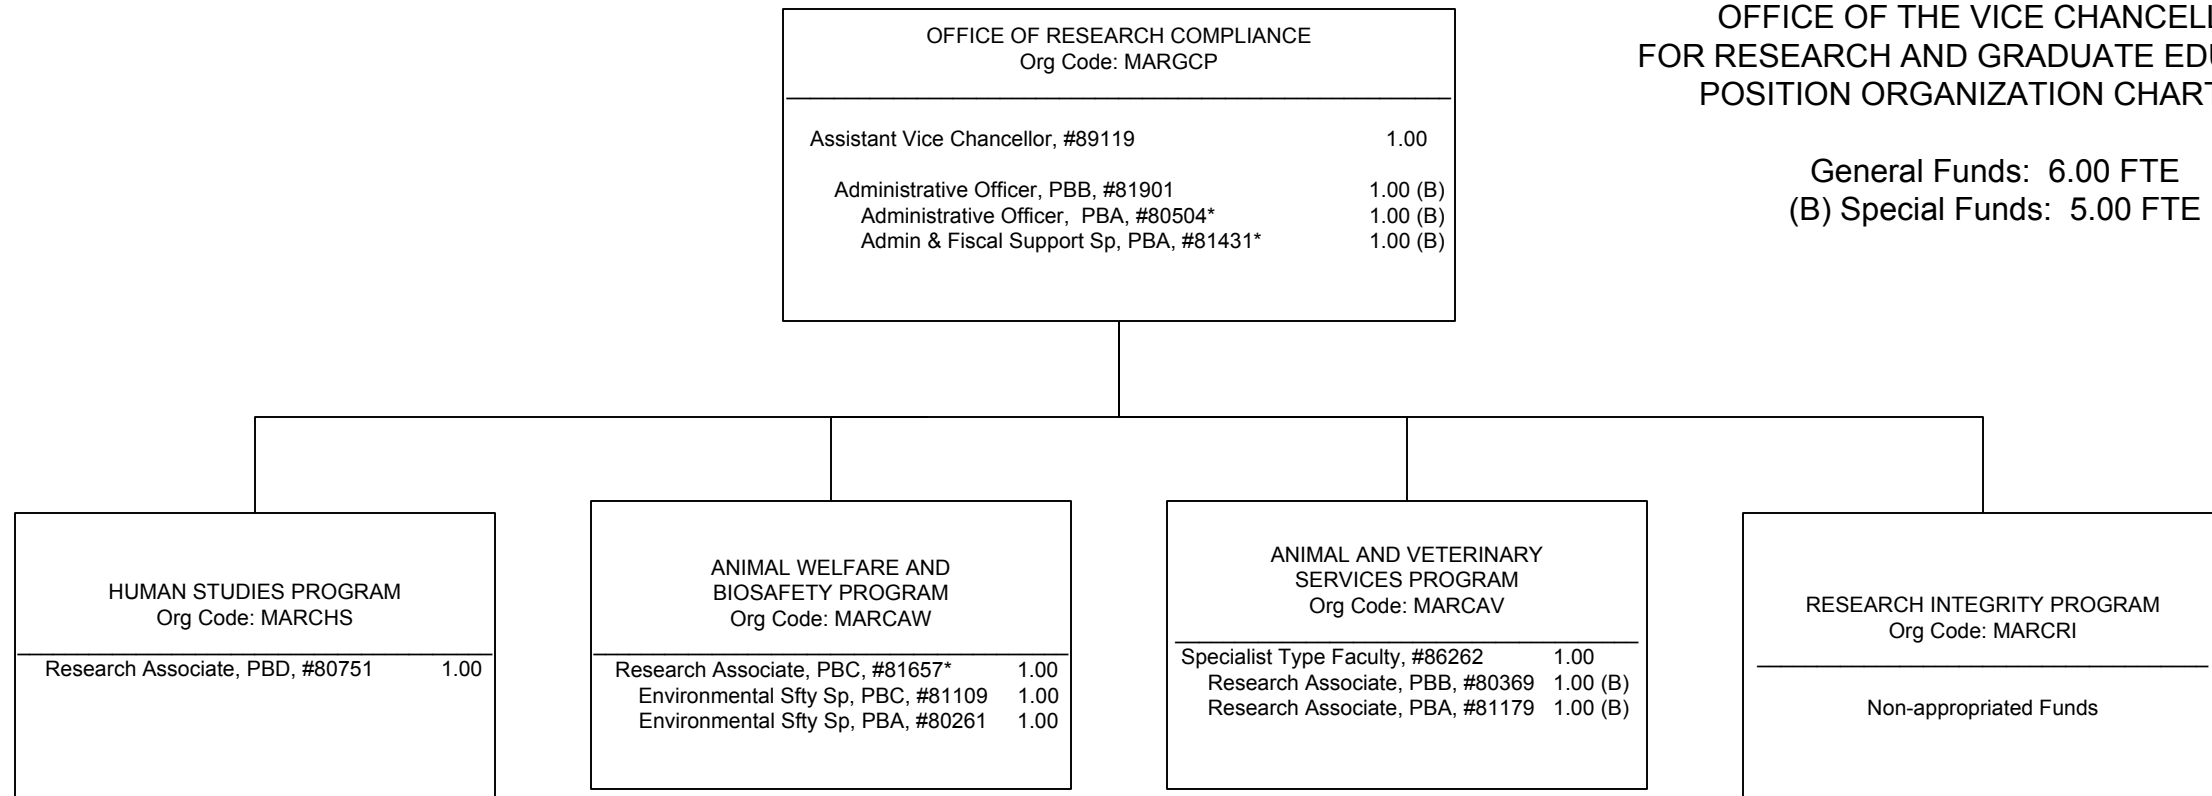 OFFICE OF RESEARCH COMPLIANCE
Org Code: MARGCP
Assistant Vice Chancellor, #89119 1.00
Administrative Officer, PBB, #81901 1.00 (B)
Administrative Officer, PBA, #80504* 1.00 (B)
Admin & Fiscal Support Sp, PBA, #81431* 1.00 (B)
OFFICE OF THE VICE
FOR RESEARCH AND GRADUATE
POSITION ORGANIZATION CHART
General Funds: 6.00 FTE
(B) Special Funds: 5.00 FTE
HUMAN STUDIES PROGRAM
Org Code: MARCHS
Research Associate, PBD, #80751 1.00
ANIMAL WELFARE AND
BIOSAFETY PROGRAM
Org Code: MARCAW
Research Associate, PBC, #81657* 1.00
Environmental Sfty Sp, PBC, #81109 1.00
Environmental Sfty Sp, PBA, #80261 1.00
ANIMAL AND VETERINARY
SERVICES PROGRAM
Org Code: MARCAV
Specialist Type Faculty, #86262 1.00
Research Associate, PBB, #80369 1.00 (B)
Research Associate, PBA, #81179 1.00 (B)
RESEARCH INTEGRITY PROGRAM
Org Code: MARCRI
Non-appropriated Funds